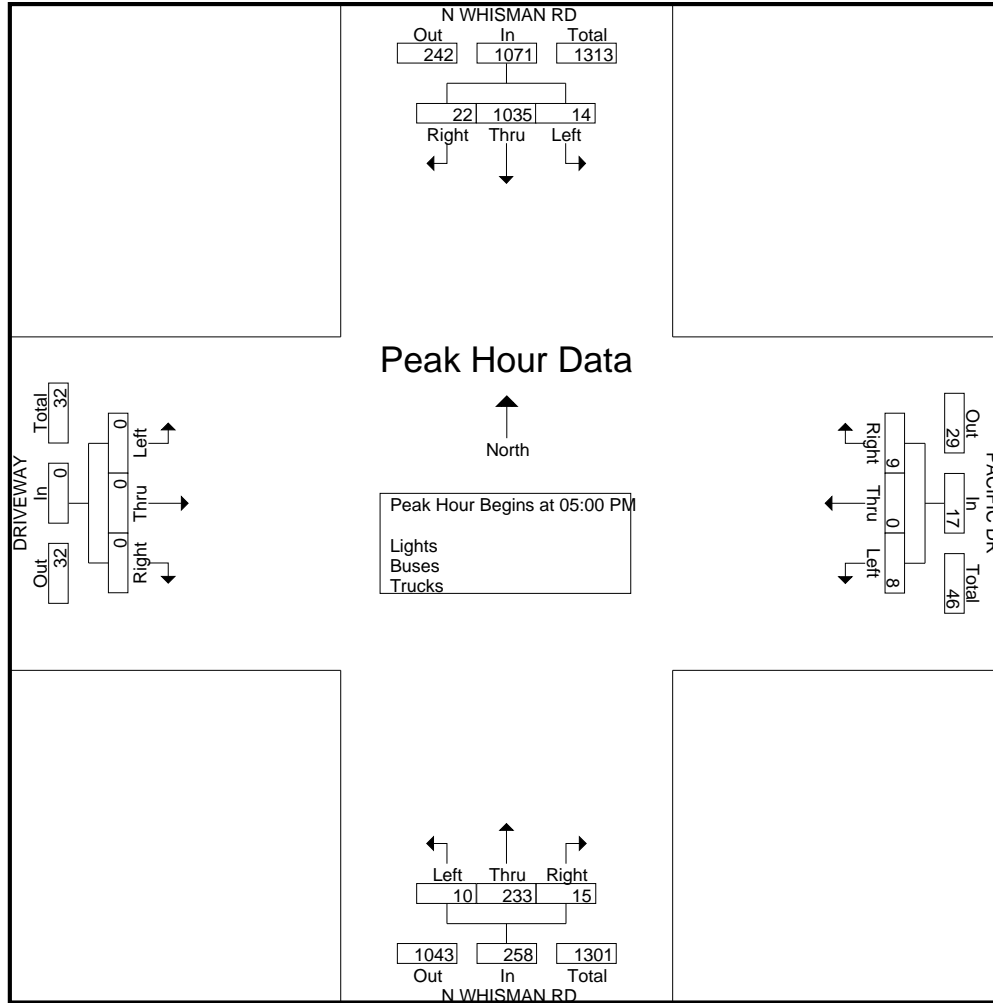 N WHISMAN RD
Out In Total
242 1071 1313
22 1035 14
Right Thru Left
Peak Hour Data
North
Peak Hour Begins at 05:00 PM
Lights
Buses
Trucks
DRIVEWAY
Out In Total
32 0 32
0 0 0
Right Thru Left
Right Thru Left
9 0 8
Out In Total
29 17 46
PACIFIC DR
Left Thru Right
10 233 15
1043 258 1301
Out In Total
N WHISMAN RD